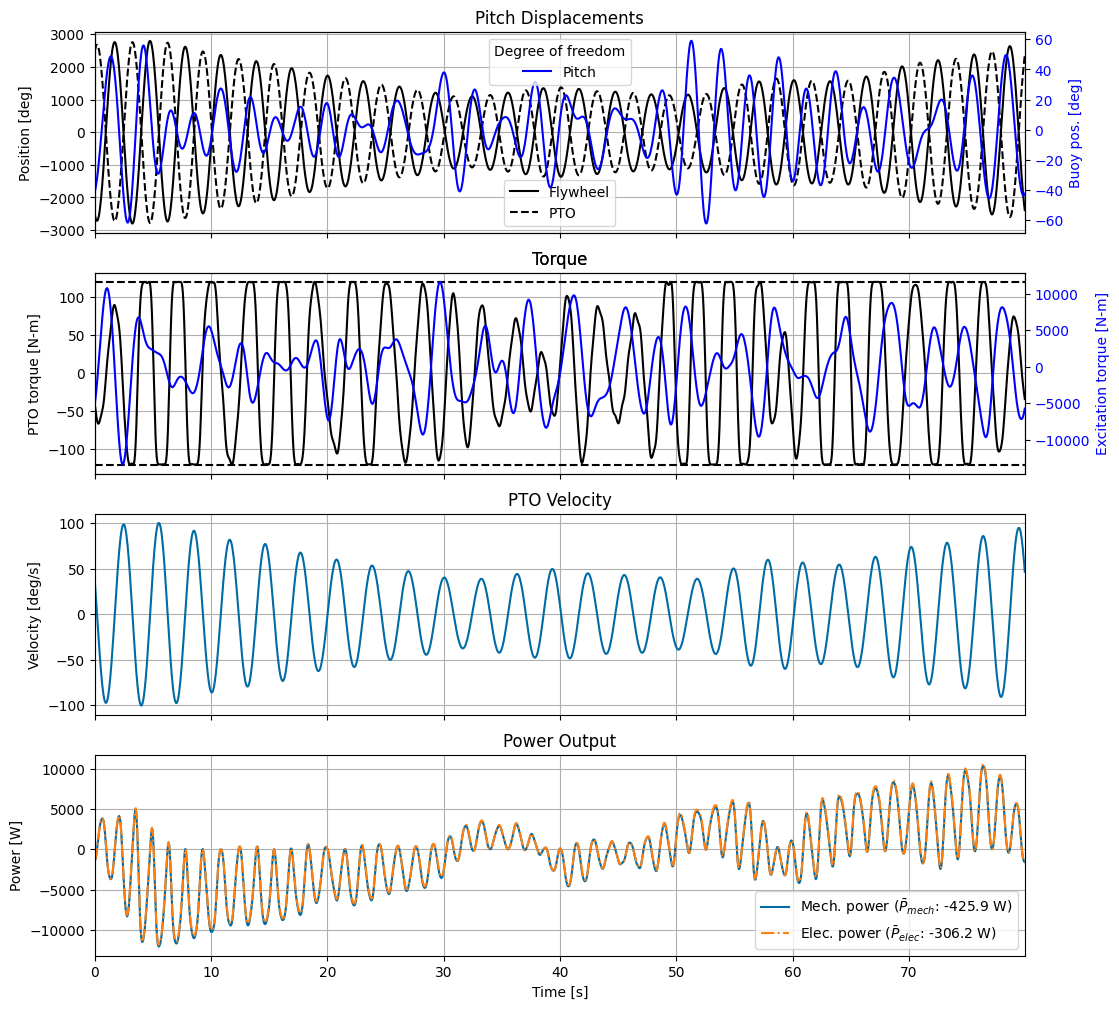 Pitch Displacements
3000
2000
1000
0
−1000
−2000
−3000
Position [deg]
Degree of freedom
Pitch
Flywheel
PTO
60
40
20
0
−20
−40
−60
Buoy pos. [deg]
Torque
100
50
0
−50
−100
PTO torque [N-m]
10000
5000
0
−5000
−10000
Excitation torque [N-m]
PTO Velocity
100
50
0
−50
−100
Velocity [deg/s]
Power Output
10000
5000
0
−5000
−10000
Power [W]
Mech. power (P̄mech: -425.9 W)
Elec. power (P̄elec: -306.2 W)
0 10 20 30 40 50 60 70
Time [s]